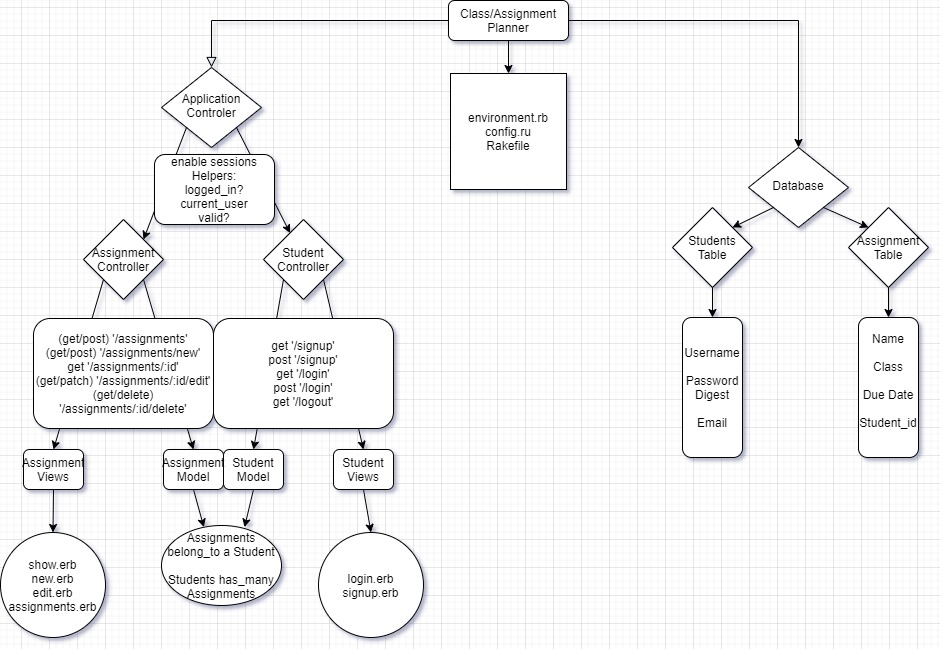 Class/Assignment
Planner
Application
Controler
environment.rb
config.ru
Rakefile
enable sessions
Helpers:
logged_in?
current_user
valid?
Database
Assignment
Controller
Student
Controller
Students
Table
Assignment
Table
(get/post) '/assignments'
(get/post) '/assignments/new'
get '/assignments/:id'
(get/patch) '/assignments/:id/edit'
(get/delete)
'/assignments/:id/delete'
get '/signup'
post '/signup'
get '/login'
post '/login'
get '/logout'
Username
Password
Digest
Email
Name
Class
Due Date
Student_id
Assignment
Views
Assignment
Model
Student
Model
Student
Views
show.erb
new.erb
edit.erb
assignments.erb
Assignments
belong_to a Student
Students has_many
Assignments
login.erb
signup.erb